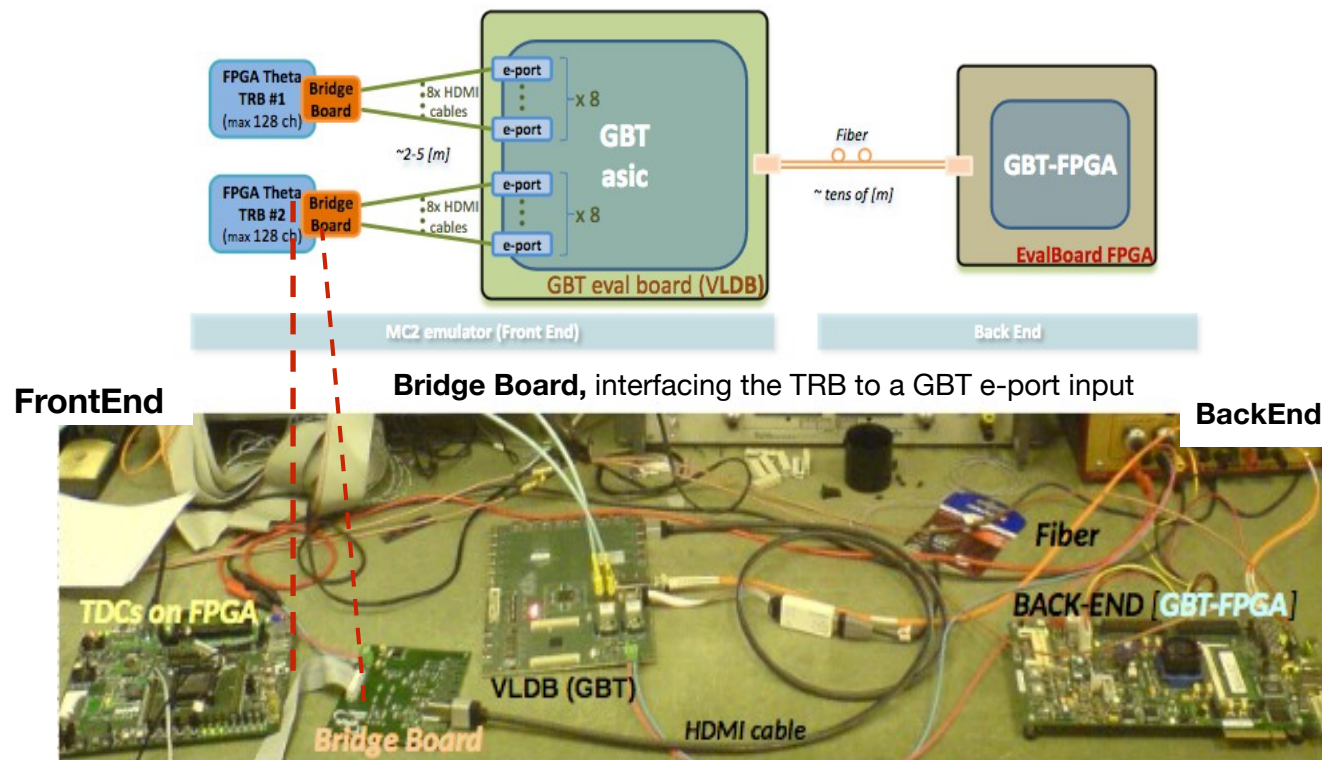 FPGA Theta
TRB #1
(max 128 ch)
Bridge
Board
8x HDMI
cables
~2-5 [m]
e-port
e-port
x 8
GBT
asic
FPGA Theta
TRB #2
(max 128 ch)
Bridge
Board
8x HDMI
cables
e-port
e-port
x 8
GBT eval board (VLDB)
Fiber
~ tens of [m]
GBT-FPGA
EvalBoard FPGA
MC2 emulator (Front End)
Back End
Bridge Board, interfacing the TRB to a GBT e-port input
FrontEnd
BackEnd
TDCs on FPGA
Bridge Board
VLDB (GBT)
HDMI cable
Fiber
BACK-END [GBT-FPGA]